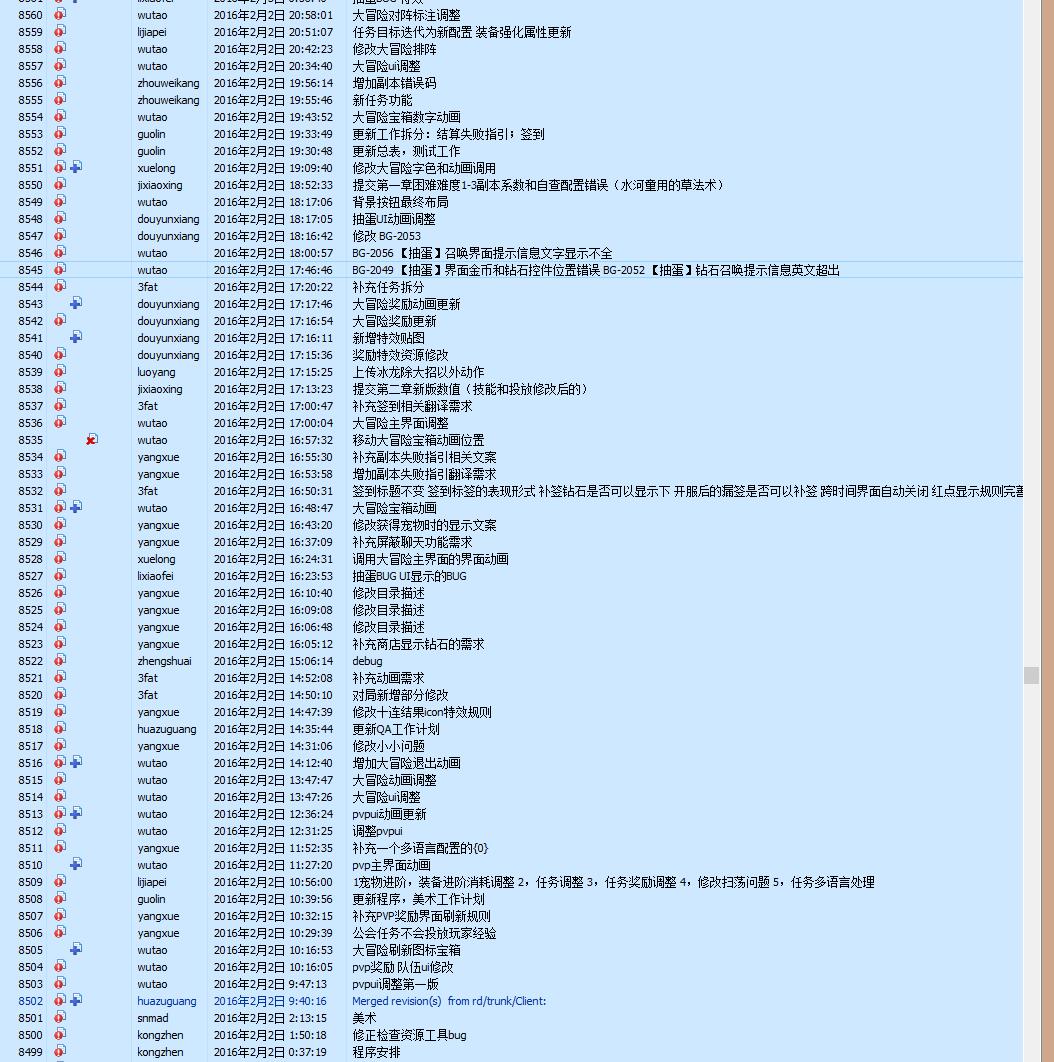 8560 wutao 2016年2月2日 20:58:01 大冒险对阵标注调整
8559 lijiapei 2016年2月2日 20:51:07 任务目标迭代为新配置 装备强化属性更新
8558 wutao 2016年2月2日 20:42:23 修改大冒险排阵
8557 wutao 2016年2月2日 20:34:40 大冒险ui调整
8556 zhouweikang 2016年2月2日 19:56:14 增加副本错误码
8555 zhouweikang 2016年2月2日 19:55:46 新任务功能
8554 wutao 2016年2月2日 19:43:52 大冒险宝箱数字动画
8553 guolin 2016年2月2日 19:33:49 更新工作拆分：结算失败指引；签到
8552 guolin 2016年2月2日 19:30:48 更新总表，测试工作
8551 xuelong 2016年2月2日 19:09:40 修改大冒险字色和动画调用
8550 jixiaoxing 2016年2月2日 18:52:33 提交第一章困难难度1-3副本系数和自查配置错误（水河童用的草法术）
8549 wutao 2016年2月2日 18:17:06 背景按钮最终布局
8548 douyunxiang 2016年2月2日 18:17:05 抽蛋UI动画调整
8547 douyunxiang 2016年2月2日 18:16:42 修改 BG-2053
8546 wutao 2016年2月2日 18:00:57 BG-2056 【抽蛋】召唤界面提示信息文字显示不全
8545 wutao 2016年2月2日 17:46:46 BG-2049 【抽蛋】界面金币和钻石控件位置错误 BG-2052 【抽蛋】钻石召唤提示信息英文超出
8544 3fat 2016年2月2日 17:20:22 补充任务拆分
8543 douyunxiang 2016年2月2日 17:17:46 大冒险奖励动画更新
8542 douyunxiang 2016年2月2日 17:16:54 大冒险奖励更新
8541 douyunxiang 2016年2月2日 17:16:11 新增特效贴图
8540 douyunxiang 2016年2月2日 17:15:36 奖励特效资源修改
8539 luoyang 2016年2月2日 17:15:25 上传冰龙除大招以外动作
8538 jixiaoxing 2016年2月2日 17:13:23 提交第二章新版数值（技能和投放修改后的）
8537 3fat 2016年2月2日 17:00:47 补充签到相关翻译需求
8536 wutao 2016年2月2日 17:00:04 大冒险主界面调整
8535 wutao 2016年2月2日 16:57:32 移动大冒险宝箱动画位置
8534 yangxue 2016年2月2日 16:55:30 补充副本失败指引相关文案
8533 yangxue 2016年2月2日 16:53:58 增加副本失败指引翻译需求
8532 3fat 2016年2月2日 16:50:31 签到标题不变 签到标签的表现形式 补签钻石是否可以显示下 开服后的漏签是否可以补签 跨时间界面自动关闭 红点显示规则完善
8531 wutao 2016年2月2日 16:48:47 大冒险宝箱动画
8530 yangxue 2016年2月2日 16:43:20 修改获得宠物时的显示文案
8529 yangxue 2016年2月2日 16:37:09 补充屏蔽聊天功能需求
8528 xuelong 2016年2月2日 16:24:31 调用大冒险主界面的界面动画
8527 lixiaofei 2016年2月2日 16:23:53 抽蛋BUG UI显示的BUG
8526 yangxue 2016年2月2日 16:10:40 修改目录描述
8525 yangxue 2016年2月2日 16:09:08 修改目录描述
8524 yangxue 2016年2月2日 16:06:48 修改目录描述
8523 yangxue 2016年2月2日 16:05:12 补充商店显示钻石的需求
8522 zhengshuai 2016年2月2日 15:06:14 debug
8521 3fat 2016年2月2日 14:52:08 补充动画需求
8520 3fat 2016年2月2日 14:50:10 对局新增部分修改
8519 yangxue 2016年2月2日 14:47:39 修改十连结果icon特效规则
8518 huazuguang 2016年2月2日 14:35:44 更新QA工作计划
8517 yangxue 2016年2月2日 14:31:06 修改小小问题
8516 wutao 2016年2月2日 14:12:40 增加大冒险退出动画
8515 wutao 2016年2月2日 13:47:47 大冒险动画调整
8514 wutao 2016年2月2日 13:47:26 大冒险ui调整
8513 wutao 2016年2月2日 12:36:24 pvpui动画更新
8512 wutao 2016年2月2日 12:31:25 调整pvpui
8511 yangxue 2016年2月2日 11:52:35 补充一个多语言配置的{0}
8510 wutao 2016年2月2日 11:27:20 pvp主界面动画
8509 lijiapei 2016年2月2日 10:56:00 1宠物进阶，装备进阶消耗调整 2，任务调整 3，任务奖励调整 4，修改扫荡问题 5，任务多语言处理
8508 guolin 2016年2月2日 10:39:56 更新程序，美术工作计划
8507 yangxue 2016年2月2日 10:32:15 补充PVP奖励界面刷新规则
8506 yangxue 2016年2月2日 10:29:39 公会任务不会投放玩家经验
8505 wutao 2016年2月2日 10:16:53 大冒险刷新图标宝箱
8504 wutao 2016年2月2日 10:16:05 pvp奖励 队伍ui修改
8503 wutao 2016年2月2日 9:47:13 pvpui调整第一版
8502 huazuguang 2016年2月2日 9:40:16 Merged revision(s) from rd/trunk/Client:
8501 snmad 2016年2月2日 2:13:15 美术
8500 kongzhen 2016年2月2日 1:50:18 修正检查资源工具bug
8499 kongzhen 2016年2月2日 0:37:19 程序安排